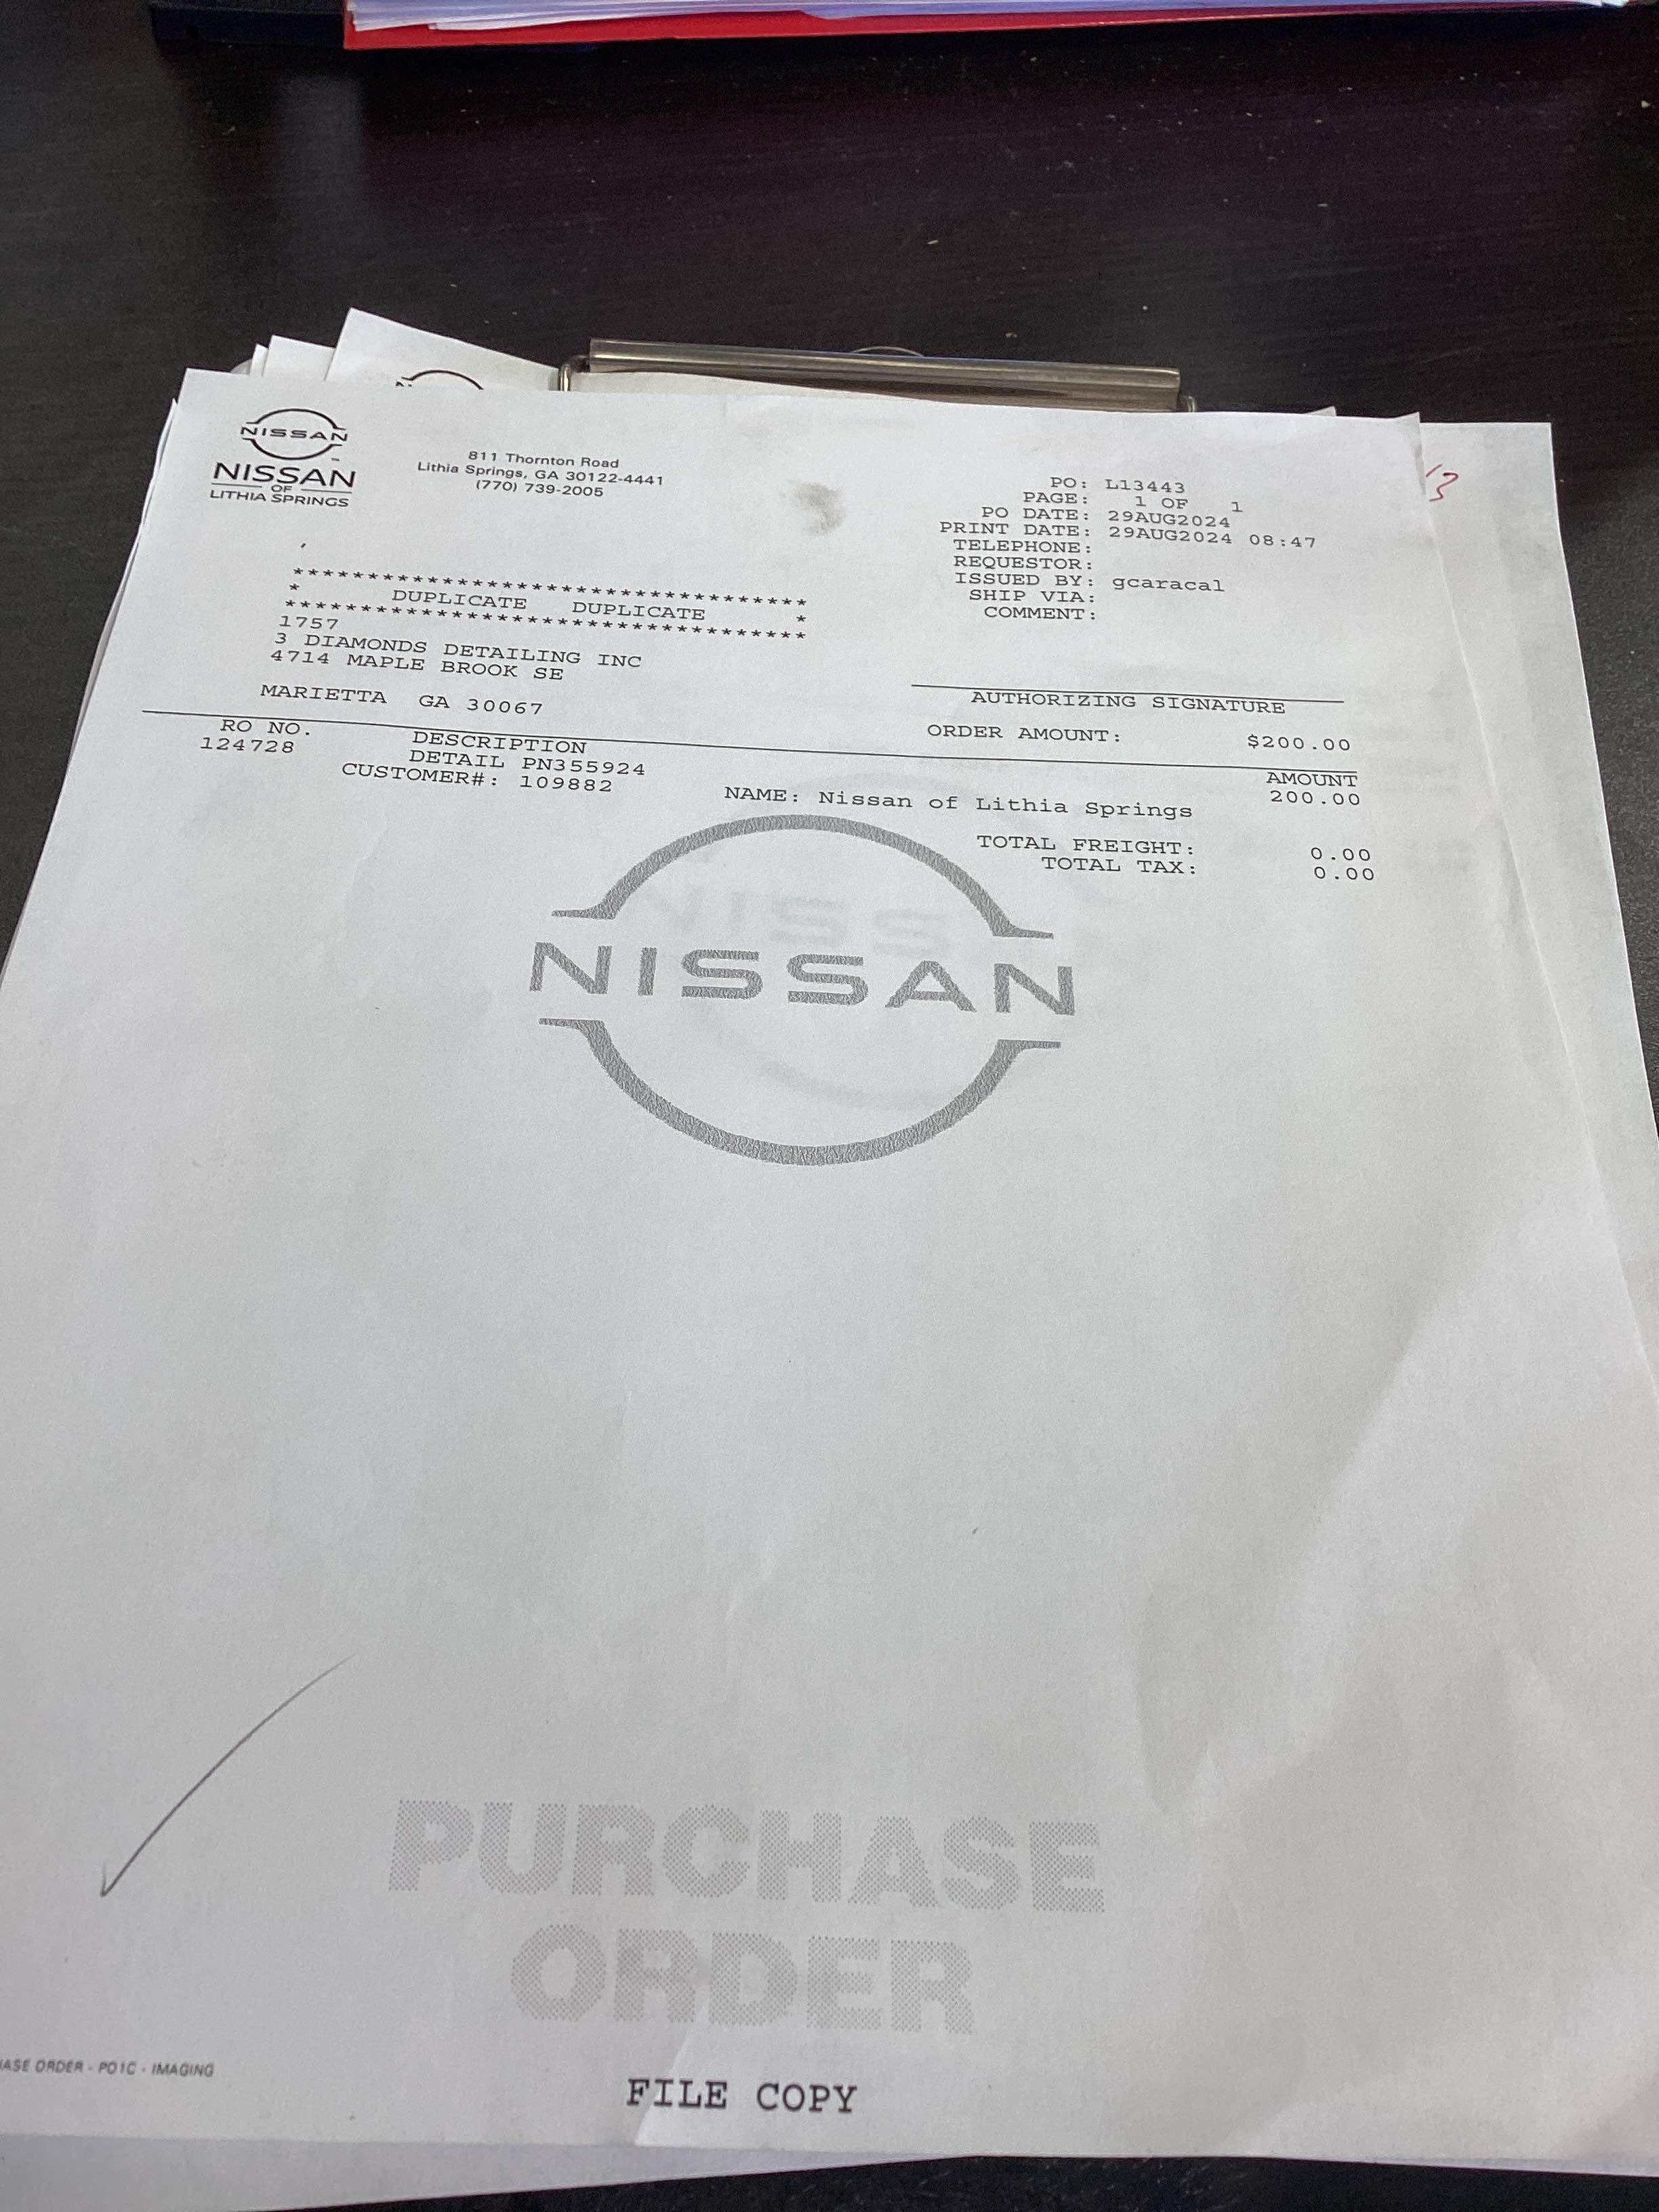 NISSAN
NISSAN
OF
LITHIA SPRINGS
811 Thornton Road
Lithia Springs, GA 30122-4441
(770) 739-2005
PO: L13443
PAGE: 1 OF 1
PO DATE: 29AUG2024
PRINT DATE: 29AUG2024 08:47
TELEPHONE:
REQUESTOR:
ISSUED BY: gcaracal
SHIP VIA:
COMMENT:
13
***********************************
* DUPLICATE DUPLICATE *
***********************************
1757
3 DIAMONDS DETAILING INC
4714 MAPLE BROOK SE
MARIETTA GA 30067
AUTHORIZING SIGNATURE
ORDER AMOUNT: $200.00
RO NO. DESCRIPTION AMOUNT
124728 DETAIL PN355924 200.00
CUSTOMER#: 109882 NAME: Nissan of Lithia Springs
TOTAL FREIGHT: 0.00
TOTAL TAX: 0.00
NISSAN
PURCHASE
ORDER
ASE ORDER - PO1C - IMAGING
FILE COPY